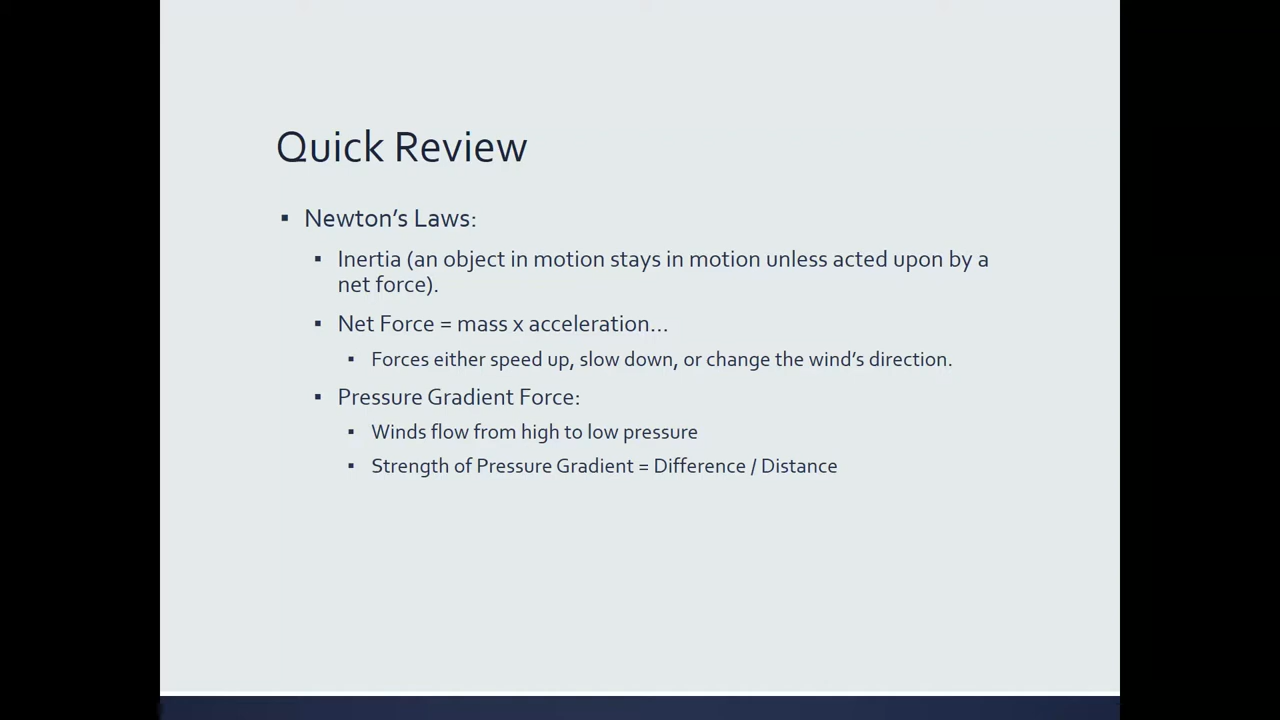 Quick Review
▪ Newton’s Laws:
▪ Inertia (an object in motion stays in motion unless acted upon by a
net force).
▪ Net Force = mass x acceleration…
▪ Forces either speed up, slow down, or change the wind’s direction.
▪ Pressure Gradient Force:
▪ Winds flow from high to low pressure
▪ Strength of Pressure Gradient = Difference / Distance